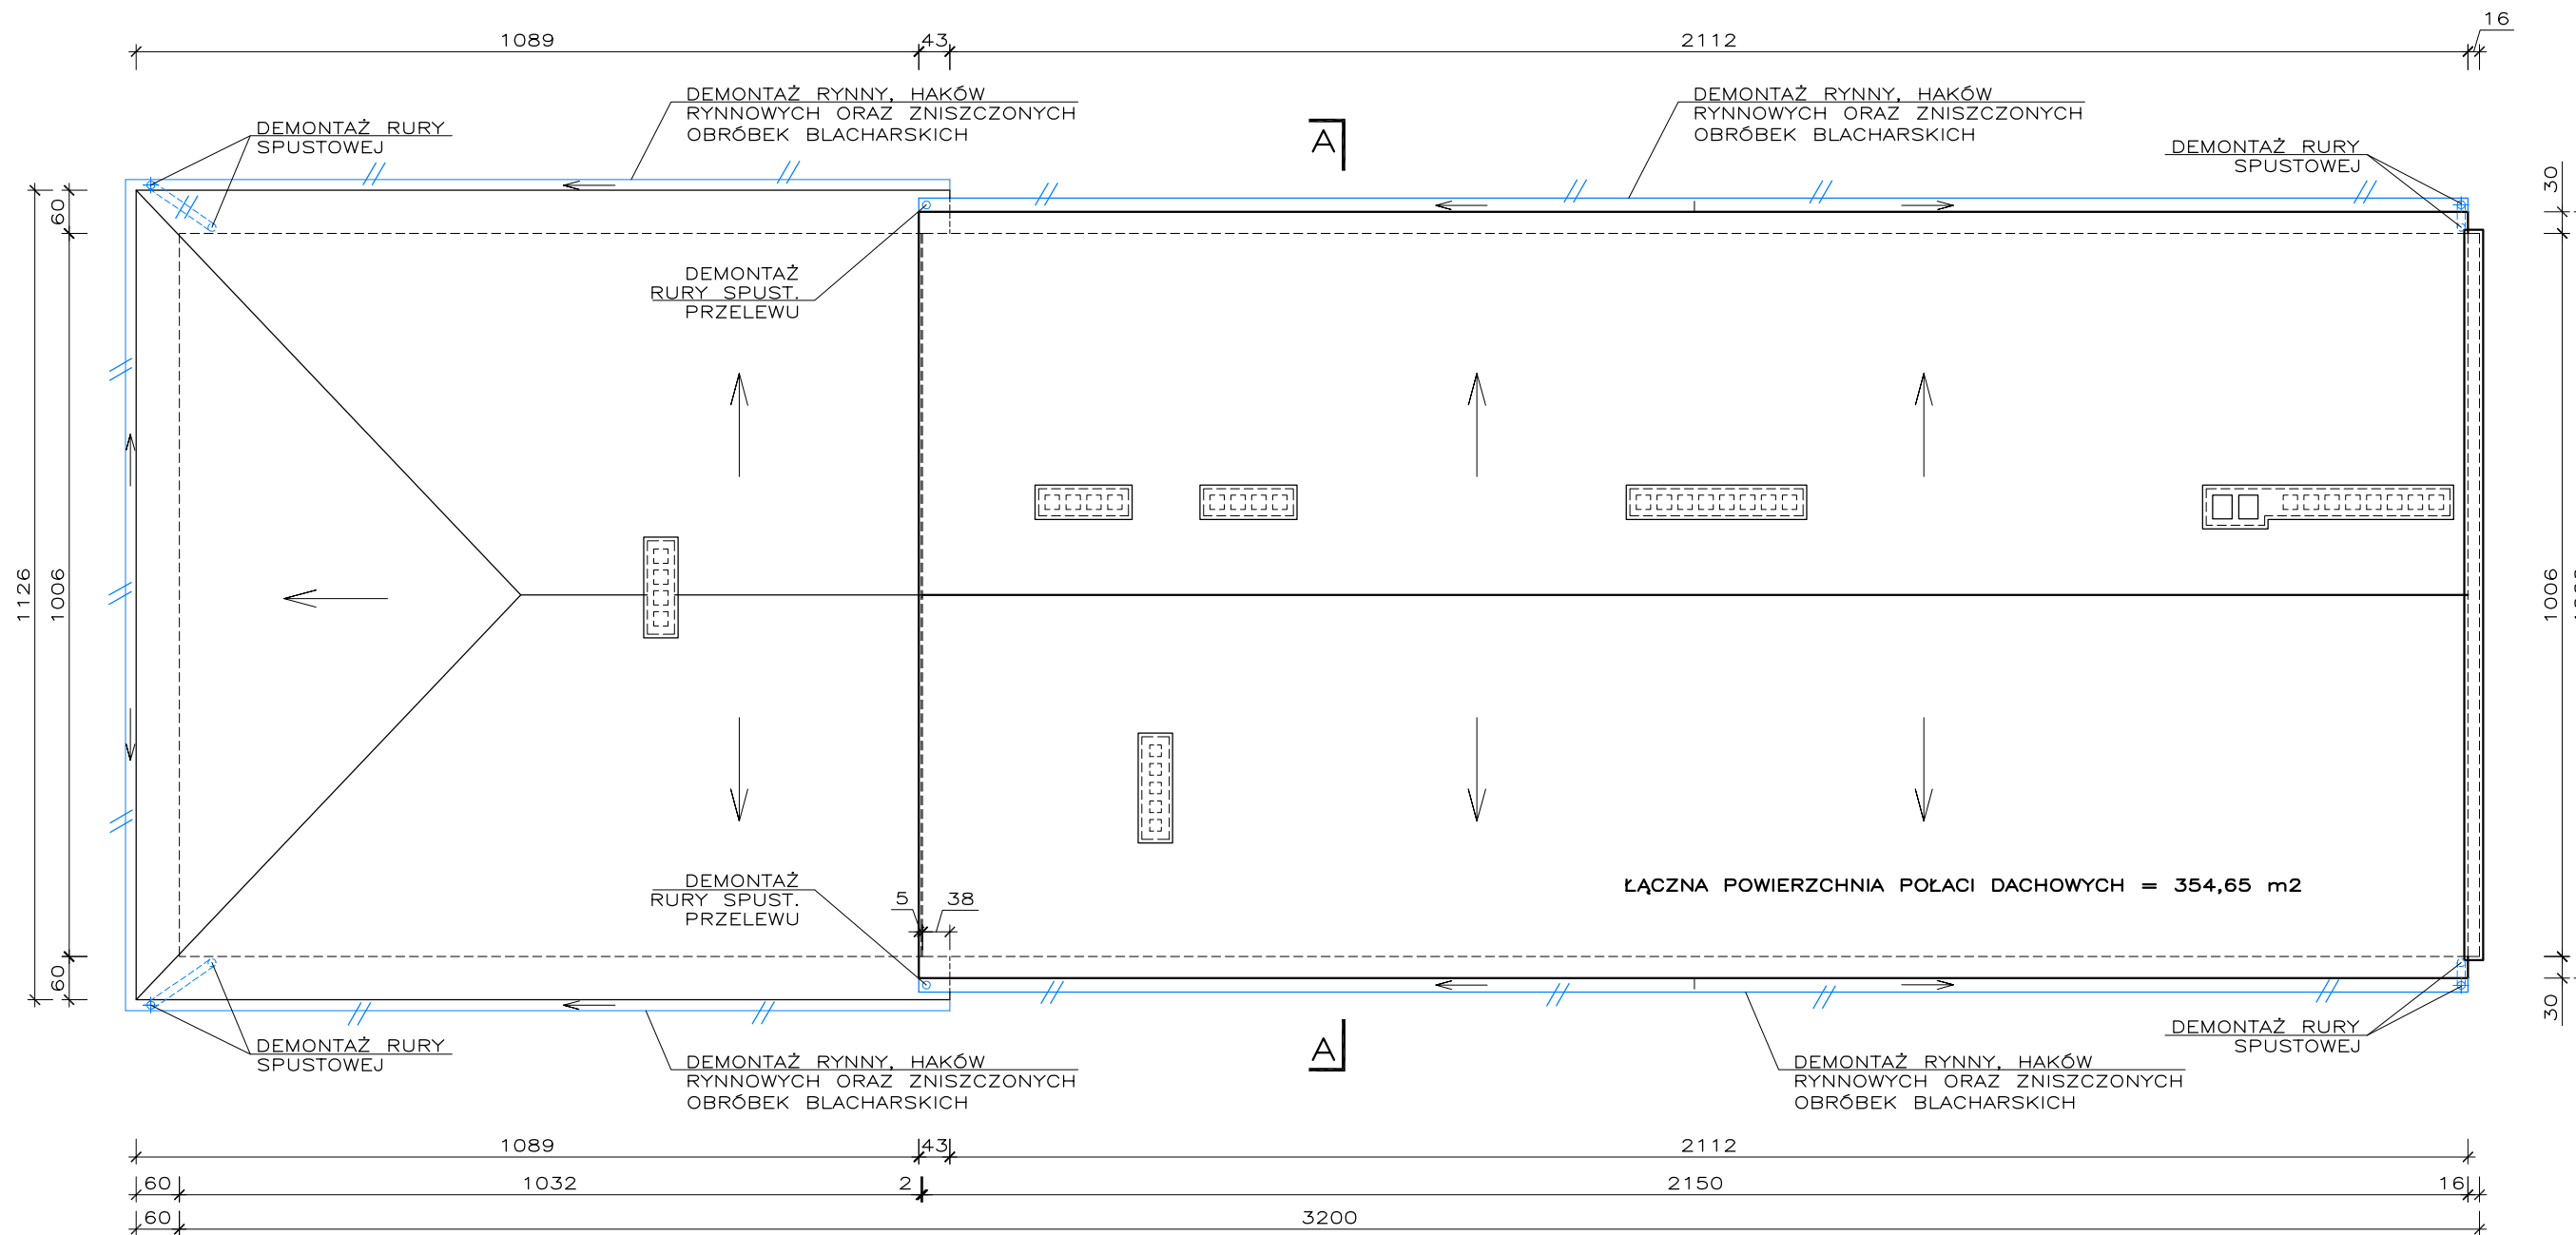 16
1089
43
2112
DEMONTAŻ RYNNY, HAKÓW
RYNNOWYCH ORAZ ZNISZCZONYCH
OBRÓBEK BLACHARSKICH
DEMONTAŻ RYNNY, HAKÓW
RYNNOWYCH ORAZ ZNISZCZONYCH
OBRÓBEK BLACHARSKICH
DEMONTAŻ RURY
SPUSTOWEJ
A
DEMONTAŻ RURY
SPUSTOWEJ
60
30
DEMONTAŻ
RURY SPUST.
PRZELEWU
1126
1006
1006
ŁĄCZNA POWIERZCHNIA POŁACI DACHOWYCH = 354,65 m2
DEMONTAŻ
RURY SPUST.
PRZELEWU
5
38
60
30
DEMONTAŻ RURY
SPUSTOWEJ
A
DEMONTAŻ RURY
SPUSTOWEJ
DEMONTAŻ RYNNY, HAKÓW
RYNNOWYCH ORAZ ZNISZCZONYCH
OBRÓBEK BLACHARSKICH
DEMONTAŻ RYNNY, HAKÓW
RYNNOWYCH ORAZ ZNISZCZONYCH
OBRÓBEK BLACHARSKICH
1089
43
2112
60
1032
2
2150
16
60
3200